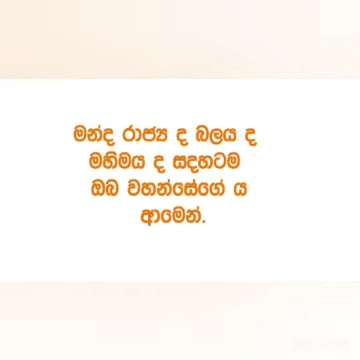 මන්ද රාජ්‍ය ද බලය ද
මහිමය ද සදහටම
ඔබ වහන්සේගේ ය
ආමෙන්.